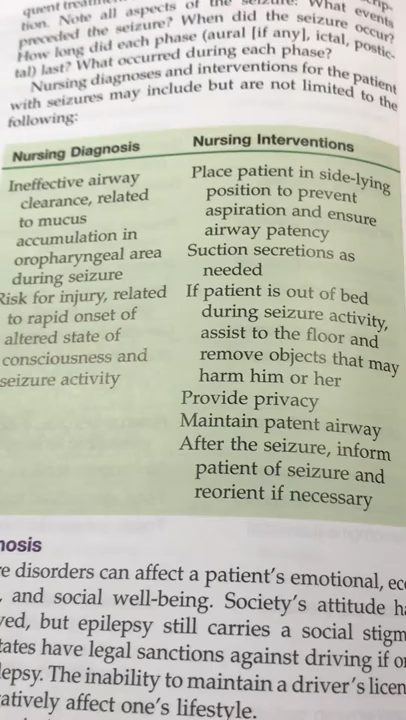 tion. Note all aspects of the seizure? What events
preceded the seizure? When did the seizure occur?
How long did each phase (aural [if any], ictal, postic-
tal) last? What occurred during each phase?
Nursing diagnoses and interventions for the patient
with seizures may include but are not limited to the
following:
Nursing Diagnosis
Ineffective airway
clearance, related
to mucus
accumulation in
oropharyngeal area
during seizure
Risk for injury, related
to rapid onset of
altered state of
consciousness and
seizure activity
Nursing Interventions
Place patient in side-lying
position to prevent
aspiration and ensure
airway patency
Suction secretions as
needed
If patient is out of bed
during seizure activity,
assist to the floor and
remove objects that may
harm him or her
Provide privacy
Maintain patent airway
After the seizure, inform
patient of seizure and
reorient if necessary
nosis
e disorders can affect a patient's emotional, ec
, and social well-being. Society's attitude ha
ved, but epilepsy still carries a social stigm
tates have legal sanctions against driving if o
lepsy. The inability to maintain a driver's licen
atively affect one's lifestyle.